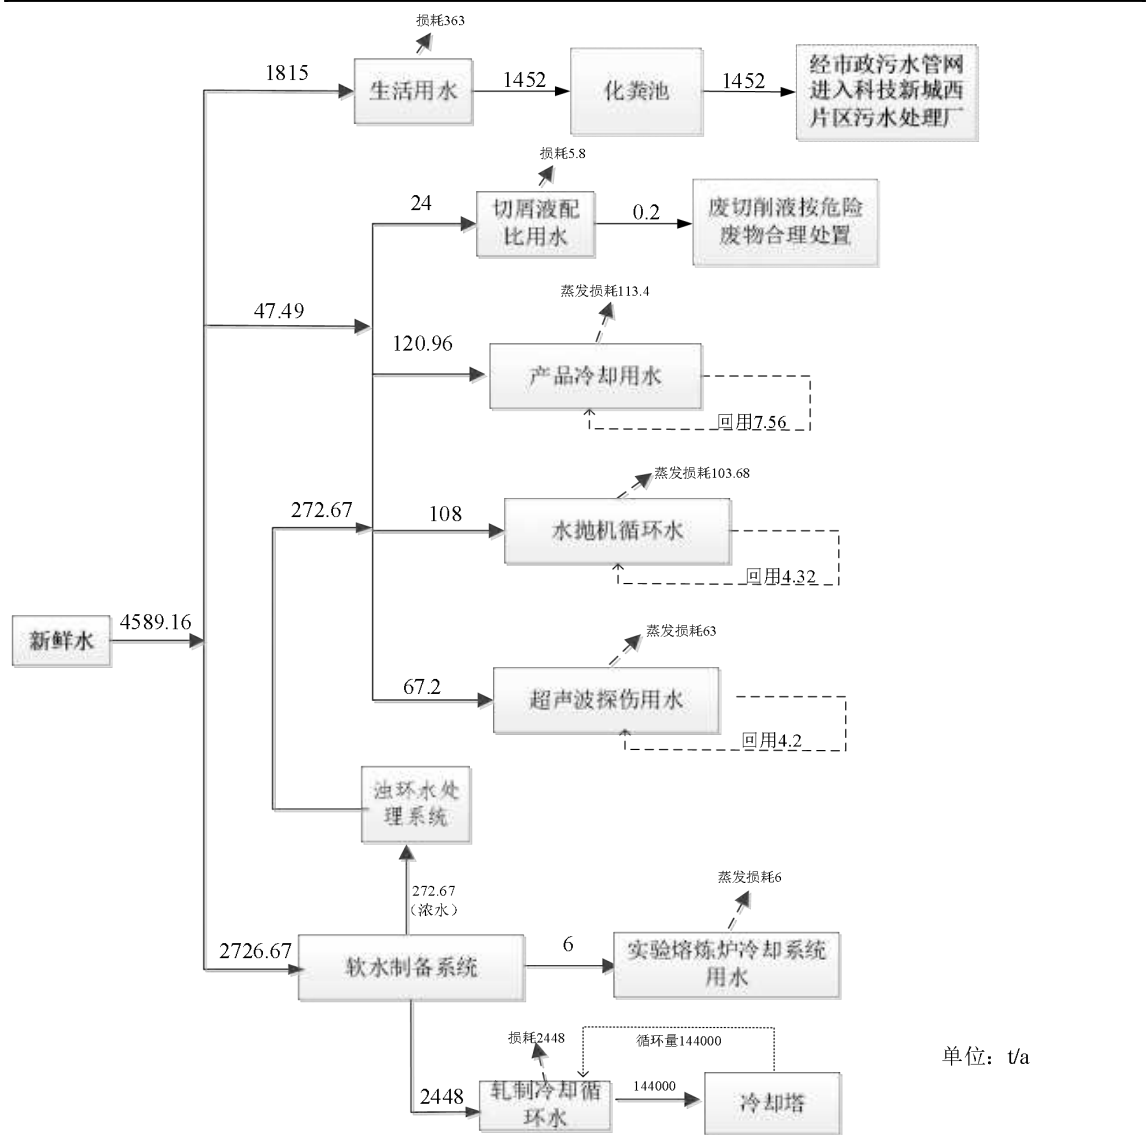 损耗363
1815
生活用水
1452
化粪池
1452
经市政污水管网
进入科技新城西
片区污水处理厂
损耗5.8
24
切屑液配
比用水
0.2
废切削液按危险
废物合理处置
47.49
蒸发损耗113.4
120.96
产品冷却用水
回用7.56
蒸发损耗103.68
272.67
108
水抛机循环水
回用4.32
新鲜水
4589.16
蒸发损耗63
67.2
超声波探伤用水
回用4.2
浊环水处
理系统
272.67
（浓水）
蒸发损耗6
2726.67
软水制备系统
6
实验熔炼炉冷却系统
用水
损耗2448
循环量144000
单位：t/a
2448
轧制冷却循
环水
144000
冷却塔